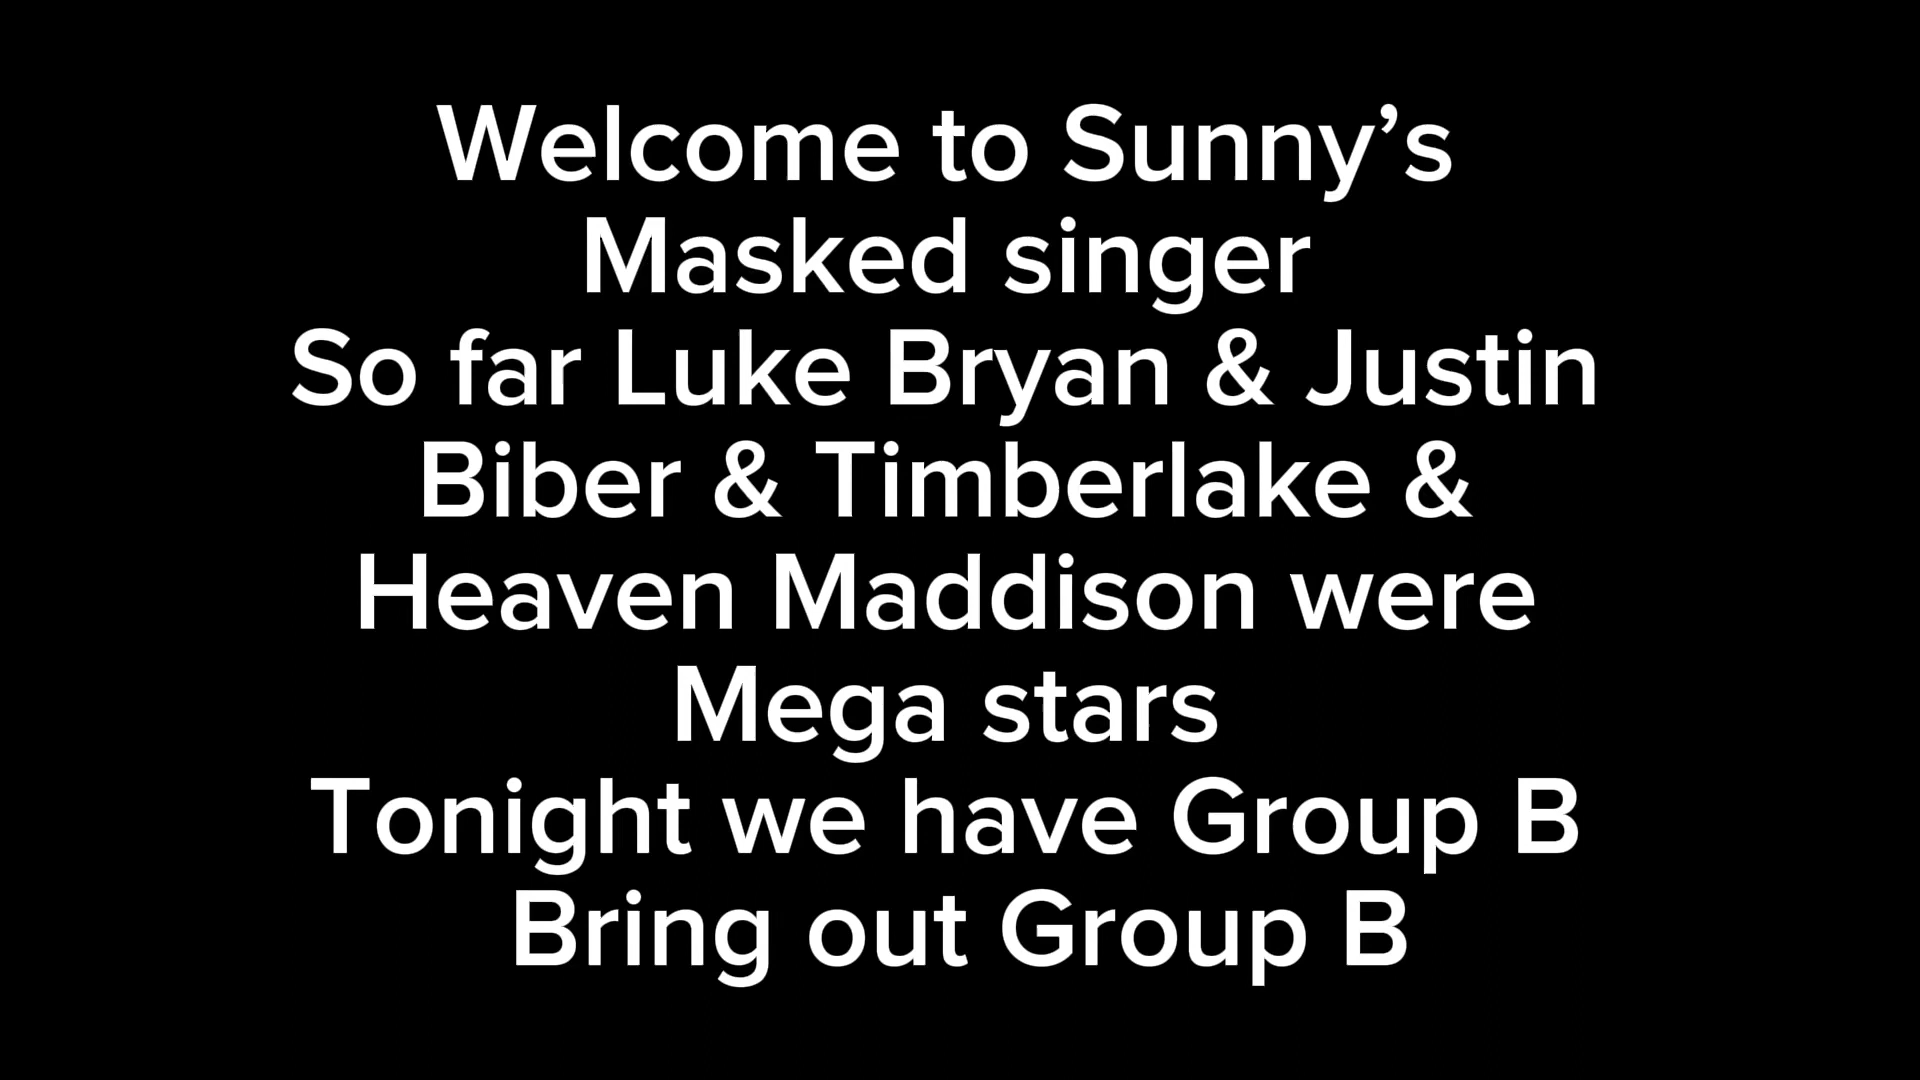 Welcome to Sunny’s
Masked singer
So far Luke Bryan & Justin
Biber & Timberlake &
Heaven Maddison were
Mega stars
Tonight we have Group B
Bring out Group B